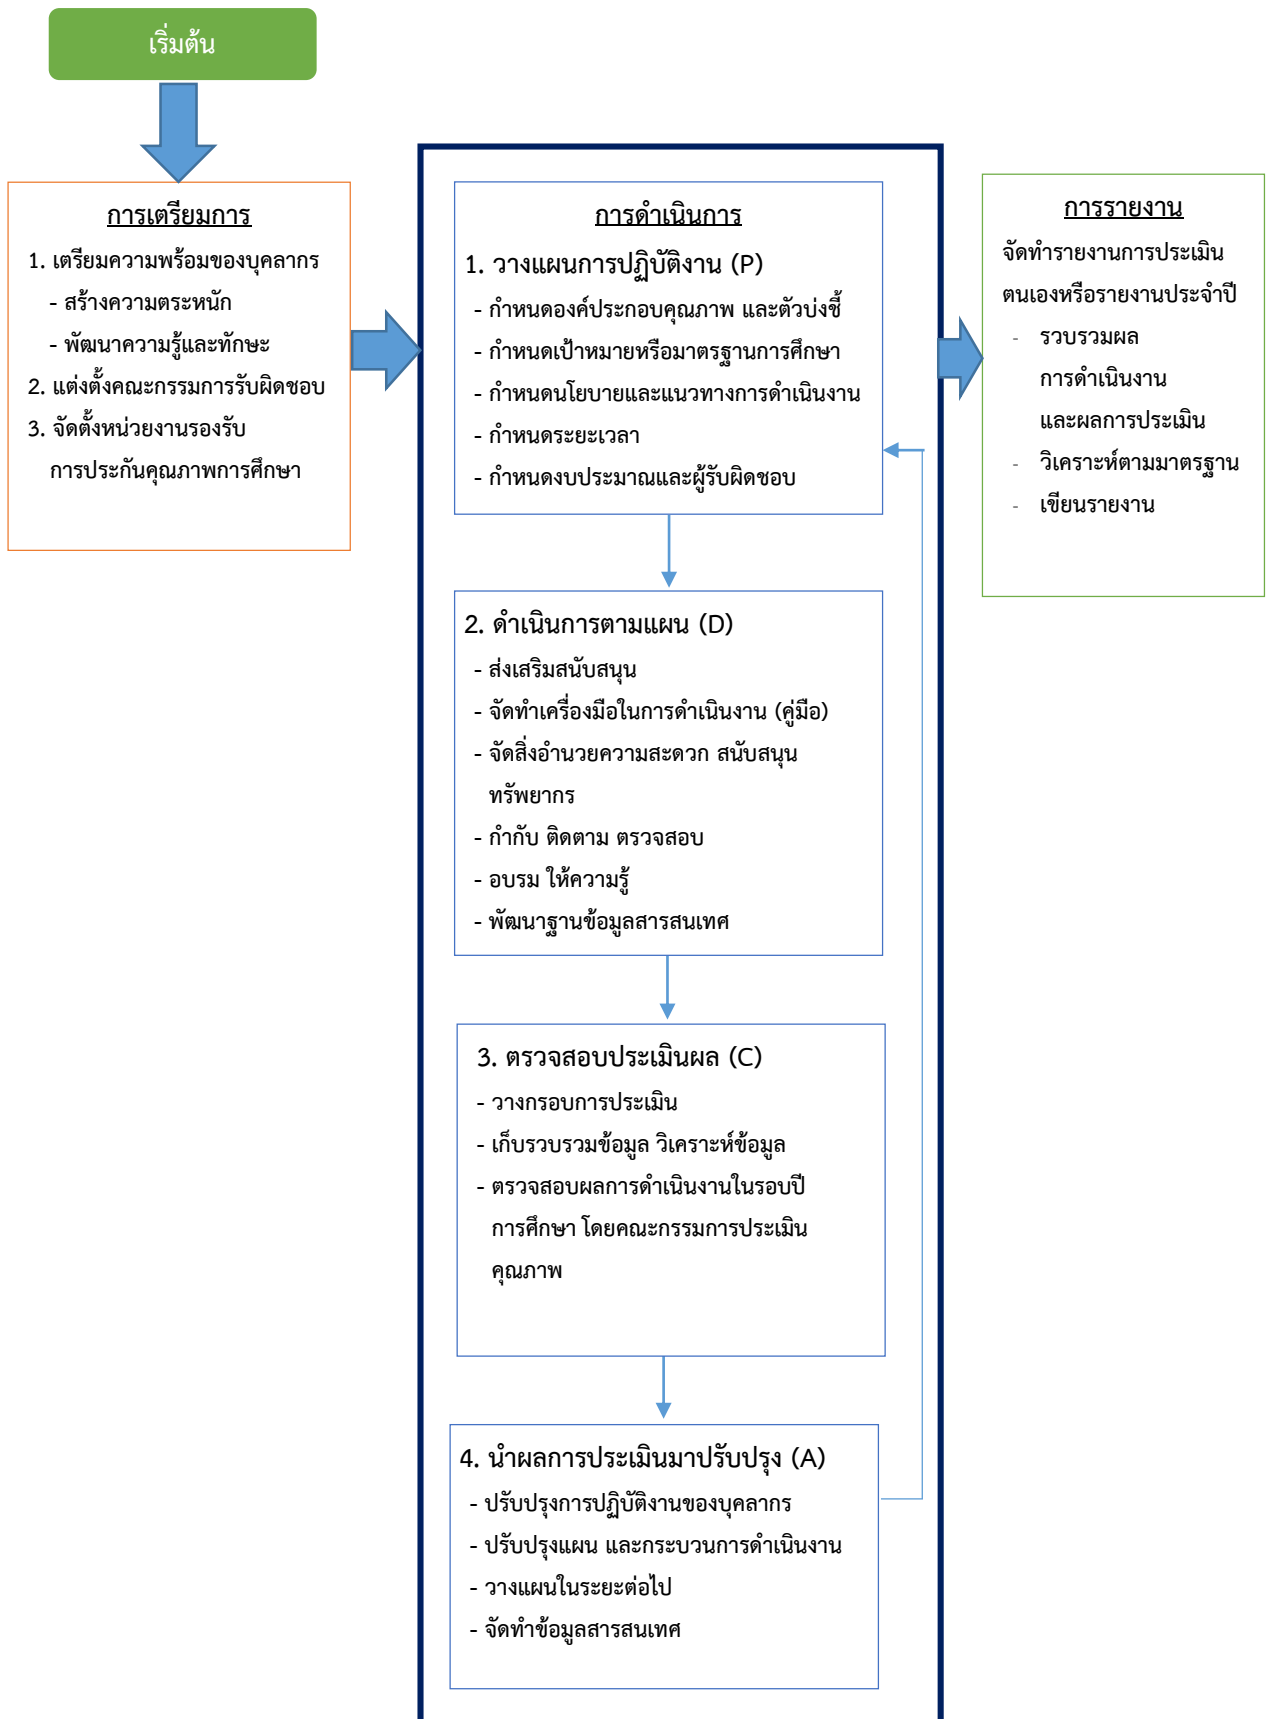 เริ่มต้น
การเตรียมการ
1. เตรียมความพร้อมของบุคลากร
- สร้างความตระหนัก
- พัฒนาความรู้และทักษะ
2. แต่งตั้งคณะกรรมการรับผิดชอบ
3. จัดตั้งหน่วยงานรองรับ
การประกันคุณภาพการศึกษา
การดำเนินการ
1. วางแผนการปฏิบัติงาน (P)
- กำหนดองค์ประกอบคุณภาพ และตัวบ่งชี้
- กำหนดเป้าหมายหรือมาตรฐานการศึกษา
- กำหนดนโยบายและแนวทางการดำเนินงาน
- กำหนดระยะเวลา
- กำหนดงบประมาณและผู้รับผิดชอบ
2. ดำเนินการตามแผน (D)
- ส่งเสริมสนับสนุน
- จัดทำเครื่องมือในการดำเนินงาน (คู่มือ)
- จัดสิ่งอำนวยความสะดวก สนับสนุน
ทรัพยากร
- กำกับ ติดตาม ตรวจสอบ
- อบรม ให้ความรู้
- พัฒนาฐานข้อมูลสารสนเทศ
3. ตรวจสอบประเมินผล (C)
- วางกรอบการประเมิน
- เก็บรวบรวมข้อมูล วิเคราะห์ข้อมูล
- ตรวจสอบผลการดำเนินงานในรอบปี
การศึกษา โดยคณะกรรมการประเมิน
คุณภาพ
4. นำผลการประเมินมาปรับปรุง (A)
- ปรับปรุงการปฏิบัติงานของบุคลากร
- ปรับปรุงแผน และกระบวนการดำเนินงาน
- วางแผนในระยะต่อไป
- จัดทำข้อมูลสารสนเทศ
การรายงาน
จัดทำรายงานการประเมิน
ตนเองหรือรายงานประจำปี
- รวบรวมผล
การดำเนินงาน
และผลการประเมิน
- วิเคราะห์ตามมาตรฐาน
- เขียนรายงาน